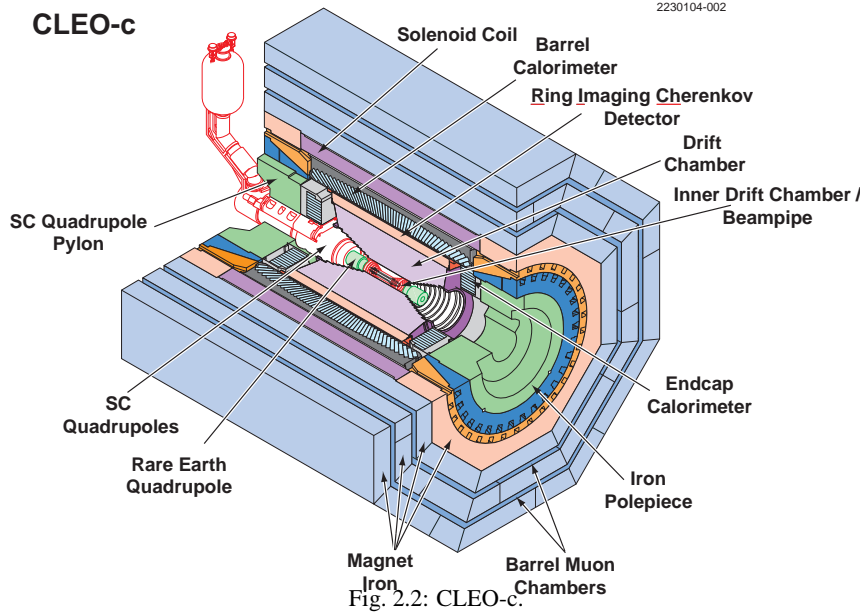 CLEO-c
2230104-002
Solenoid Coil
Barrel
Calorimeter
Ring Imaging Cherenkov
Detector
Drift
Chamber
Inner Drift Chamber /
Beampipe
SC Quadrupole
Pylon
SC
Quadrupoles
Rare Earth
Quadrupole
Magnet
Iron
Barrel Muon
Chambers
Iron
Polepiece
Endcap
Calorimeter
Fig. 2.2: CLEO-c.